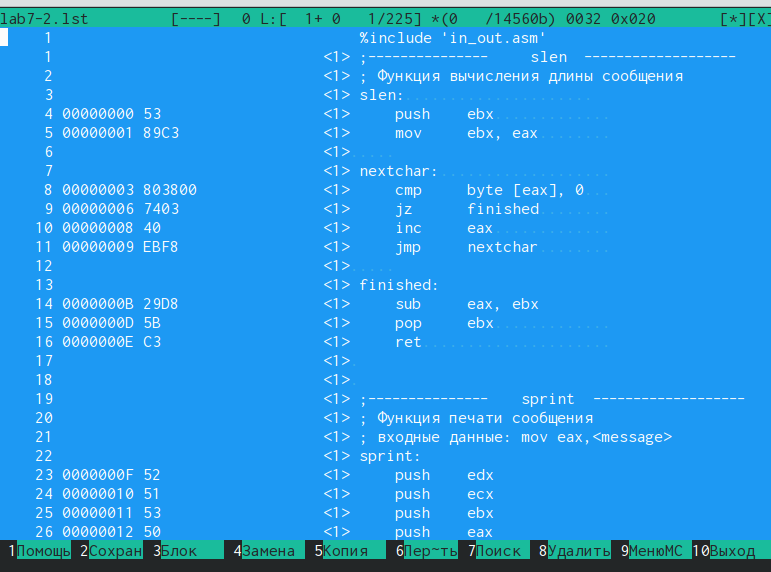 lab7-2.lst [----] 0 L:[ 1+ 0 1/225] *(0 /14560b) 0032 0x020 [*][X]
1 %include 'in_out.asm'
1 <1> ;--------------- slen -------------------
2 <1> ; Функция вычисления длины сообщения
3 <1> slen:.....................
4 00000000 53 <1> push ebx.............
5 00000001 89C3 <1> mov ebx, eax........
6 <1>.....
7 <1> nextchar:...................
8 00000003 803800 <1> cmp byte [eax], 0...
9 00000006 7403 <1> jz finished........
10 00000008 40 <1> inc eax.............
11 00000009 EBF8 <1> jmp nextchar........
12 <1>.....
13 <1> finished:
14 0000000B 29D8 <1> sub eax, ebx
15 0000000D 5B <1> pop ebx.............
16 0000000E C3 <1> ret.....................
17 <1>.
18 <1>.
19 <1> ;--------------- sprint -------------------
20 <1> ; Функция печати сообщения
21 <1> ; входные данные: mov eax,<message>
22 <1> sprint:
23 0000000F 52 <1> push edx
24 00000010 51 <1> push ecx
25 00000011 53 <1> push ebx
26 00000012 50 <1> push eax
1Помощь 2Сохран 3Блок 4Замена 5Копия 6Пер~ть 7Поиск 8Удалить 9МенюМС 10Выход